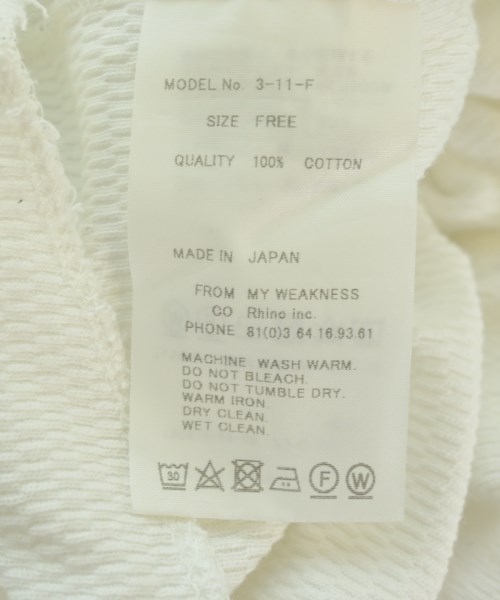 MODEL No. 3-11-F
SIZE FREE
QUALITY 100% COTTON
MADE IN JAPAN
FROM MY WEAKNESS
CO Rhino inc.
PHONE 81(0)3 64 16.93.61
MACHINE WASH WARM.
DO NOT BLEACH.
DO NOT TUMBLE DRY.
WARM IRON.
DRY CLEAN.
WET CLEAN.
30 F W